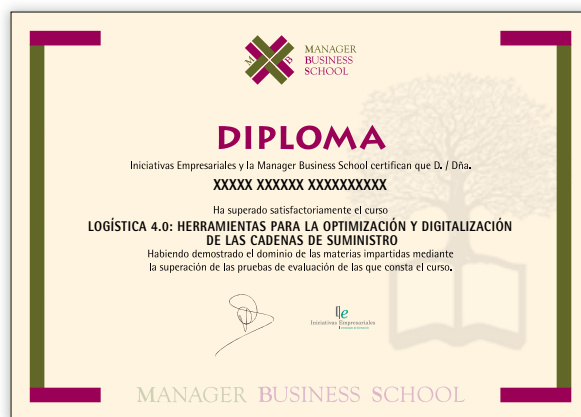 M B
MANAGER
BUSINESS
SCHOOL
DIPLOMA
Iniciativas Empresariales y la Manager Business School certifican que D. / Dña.
XXXXX XXXXXX XXXXXXXXXX
Ha superado satisfactoriamente el curso
LOGÍSTICA 4.0: HERRAMIENTAS PARA LA OPTIMIZACIÓN Y DIGITALIZACIÓN
DE LAS CADENAS DE SUMINISTRO
Habiendo demostrado el dominio de las materias impartidas mediante
la superación de las pruebas de evaluación de las que consta el curso.
Iniciativas Empresariales
MANAGER BUSINESS SCHOOL